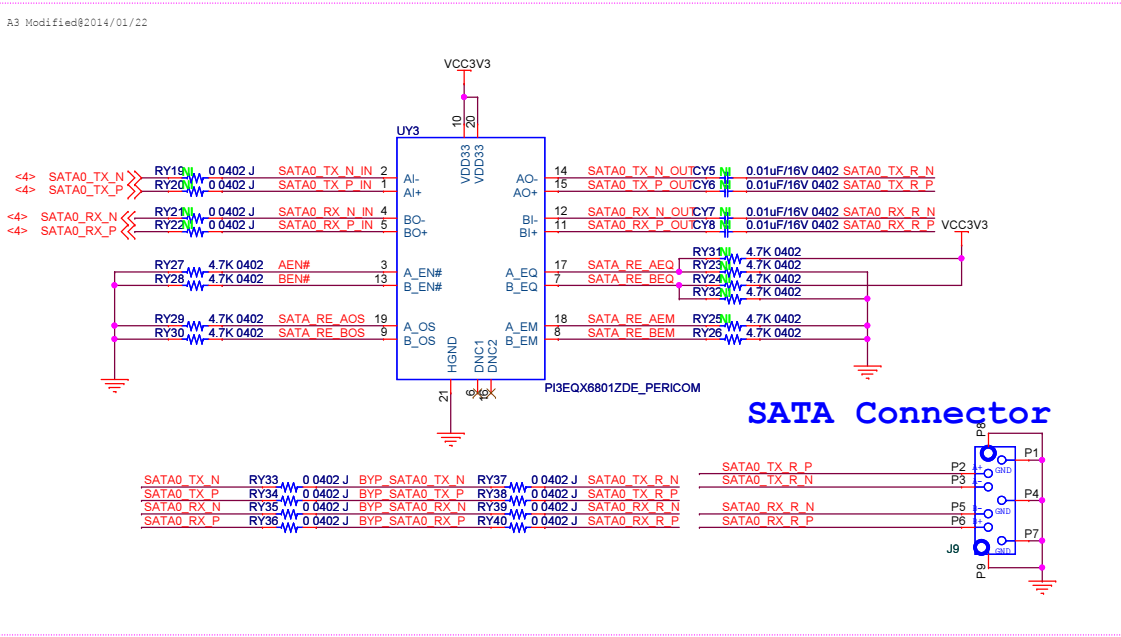 A3 Modified@2014/01/22
VCC3V3
UY3
10 20
VDD33 VDD33
<4> SATA0_TX_N RY19 NI 0 0402 J SATA0_TX_N_IN 2 AI- AO- 14 SATA0_TX_N_OUT CY5 NI 0.01uF/16V 0402 SATA0_TX_R_N
<4> SATA0_TX_P RY20 NI 0 0402 J SATA0_TX_P_IN 1 AI+ AO+ 15 SATA0_TX_P_OUT CY6 NI 0.01uF/16V 0402 SATA0_TX_R_P
<4> SATA0_RX_N RY21 NI 0 0402 J SATA0_RX_N_IN 4 BO- BI- 12 SATA0_RX_N_OUT CY7 NI 0.01uF/16V 0402 SATA0_RX_R_N
<4> SATA0_RX_P RY22 NI 0 0402 J SATA0_RX_P_IN 5 BO+ BI+ 11 SATA0_RX_P_OUT CY8 NI 0.01uF/16V 0402 SATA0_RX_R_P
VCC3V3
RY31 NI 4.7K 0402
RY27 4.7K 0402 AEN# 3 A_EN# A_EQ 17 SATA_RE_AEQ RY23 NI 4.7K 0402
RY28 4.7K 0402 BEN# 13 B_EN# B_EQ 7 SATA_RE_BEQ RY24 NI 4.7K 0402
RY32 NI 4.7K 0402
RY29 4.7K 0402 SATA_RE_AOS 19 A_OS A_EM 18 SATA_RE_AEM RY25 NI 4.7K 0402
RY30 4.7K 0402 SATA_RE_BOS 9 B_OS B_EM 8 SATA_RE_BEM RY26 4.7K 0402
HGND DNC1 DNC2
21 6 16
PI3EQX6801ZDE_PERICOM
SATA Connector
P8
P1
GND
SATA0_TX_R_P P2 A+
SATA0_TX_R_N P3 A-
SATA0_TX_N RY33 0 0402 J BYP_SATA0_TX_N RY37 0 0402 J SATA0_TX_R_N
SATA0_TX_P RY34 0 0402 J BYP_SATA0_TX_P RY38 0 0402 J SATA0_TX_R_P
SATA0_RX_N RY35 0 0402 J BYP_SATA0_RX_N RY39 0 0402 J SATA0_RX_R_N
SATA0_RX_P RY36 0 0402 J BYP_SATA0_RX_P RY40 0 0402 J SATA0_RX_R_P
P4
GND
SATA0_RX_R_N P5 B-
SATA0_RX_R_P P6 B+
P7
GND
J9
P9